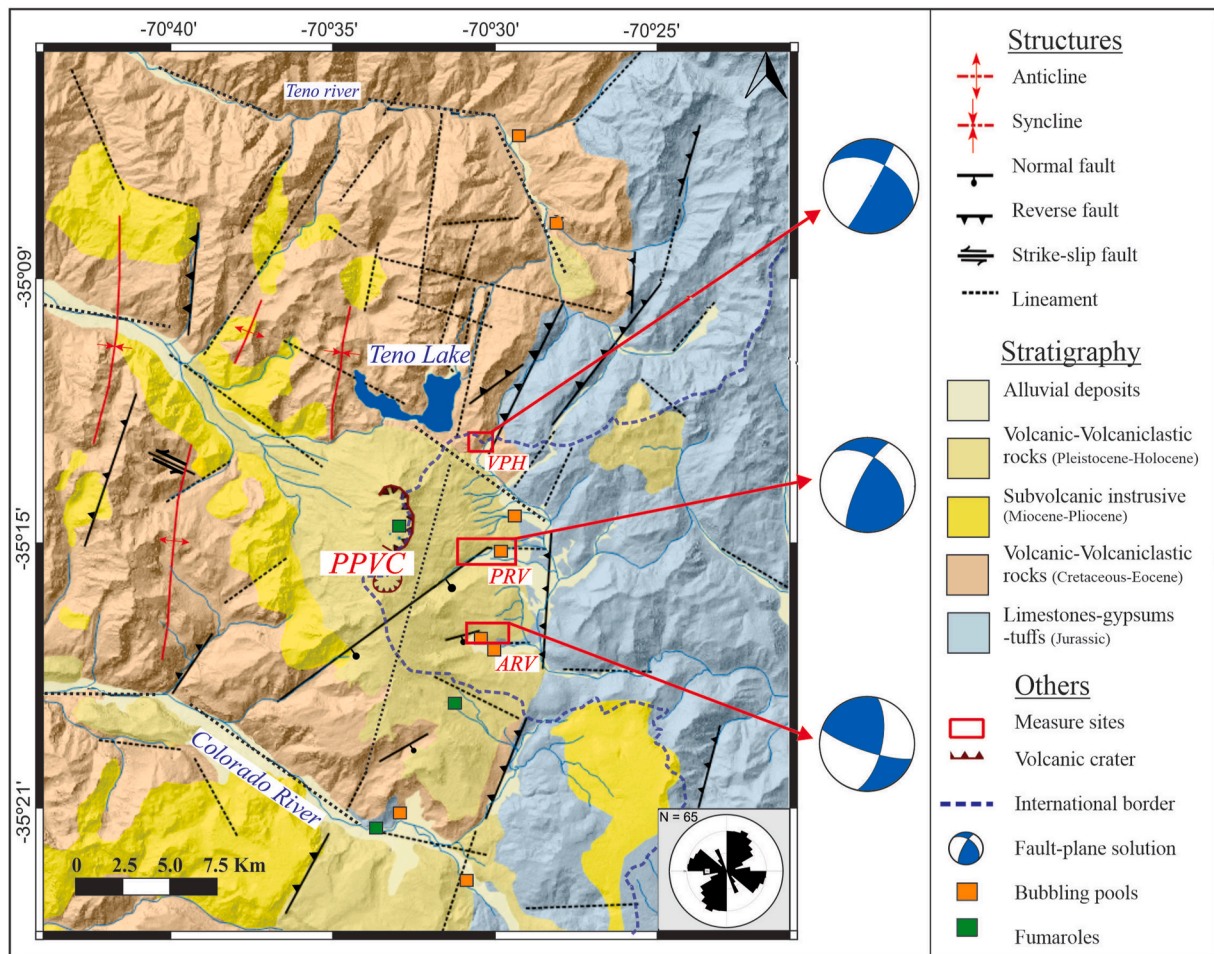 -70º40'
-70º35'
-70º30'
-70º25'
Teno river
-35º09'
Teno Lake
VPH
-35º15'
PPVC
PRV
ARV
-35º21'
Colorado River
N = 65
0 2.5 5.0 7.5 Km
Structures
Anticline
Syncline
Normal fault
Reverse fault
Strike-slip fault
Lineament
Stratigraphy
Alluvial deposits
Volcanic-Volcaniclastic
rocks (Pleistocene-Holocene)
Subvolcanic instrusive
(Miocene-Pliocene)
Volcanic-Volcaniclastic
rocks (Cretaceous-Eocene)
Limestones-gypsums
-tuffs (Jurassic)
Others
Measure sites
Volcanic crater
International border
Fault-plane solution
Bubbling pools
Fumaroles